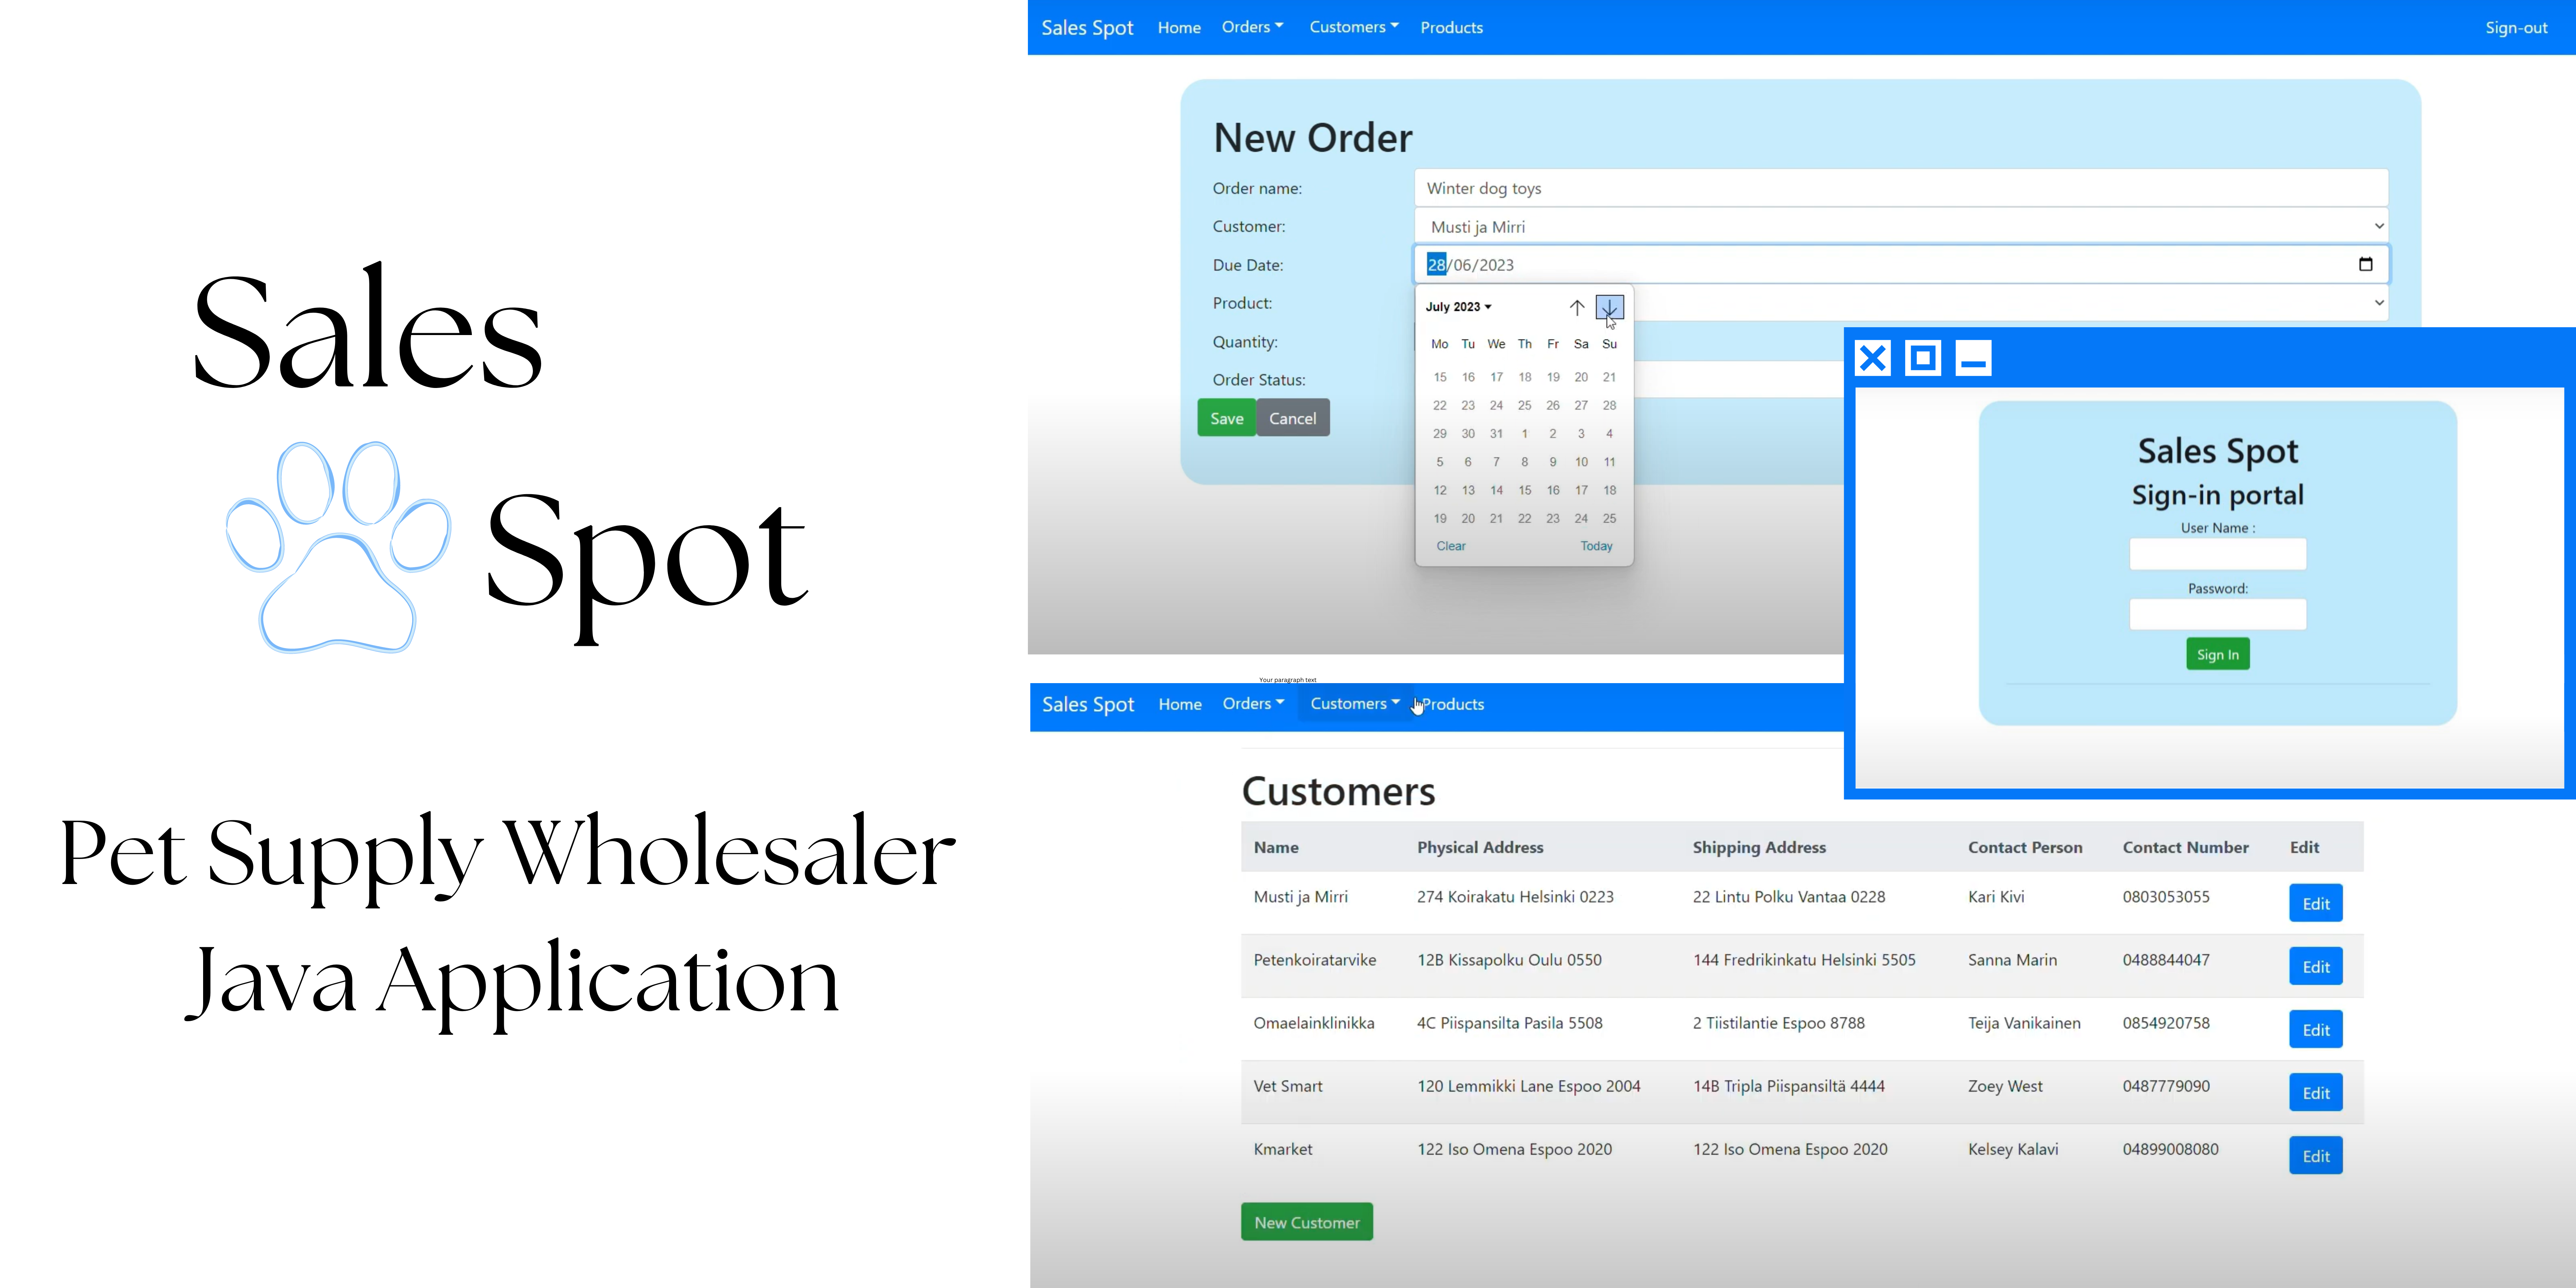 Sales
Spot
Pet Supply Wholesaler
Java Application
Sales Spot Home Orders Customers Products Sign-out
New Order
Order name: Winter dog toys
Customer: Musti ja Mirri
Due Date: 28/06/2023
Product:
Quantity:
Order Status:
Save Cancel
July 2023
Mo Tu We Th Fr Sa Su
15 16 17 18 19 20 21
22 23 24 25 26 27 28
29 30 31 1 2 3 4
5 6 7 8 9 10 11
12 13 14 15 16 17 18
19 20 21 22 23 24 25
Clear Today
Sales Spot
Sign-in portal
User Name :
Password:
Sign In
Your paragraph text
Sales Spot Home Orders Customers Products
Customers
Name Physical Address Shipping Address Contact Person Contact Number Edit
Musti ja Mirri 274 Koirakatu Helsinki 0223 22 Lintu Polku Vantaa 0228 Kari Kivi 0803053055 Edit
Petenkoiratarvike 12B Kissapolku Oulu 0550 144 Fredrikinkatu Helsinki 5505 Sanna Marin 0488844047 Edit
Omaelainklinikka 4C Piispansilta Pasila 5508 2 Tiistilantie Espoo 8788 Teija Vanikainen 0854920758 Edit
Vet Smart 120 Lemmikki Lane Espoo 2004 14B Tripla Piispansiltä 4444 Zoey West 0487779090 Edit
Kmarket 122 Iso Omena Espoo 2020 122 Iso Omena Espoo 2020 Kelsey Kalavi 04899008080 Edit
New Customer